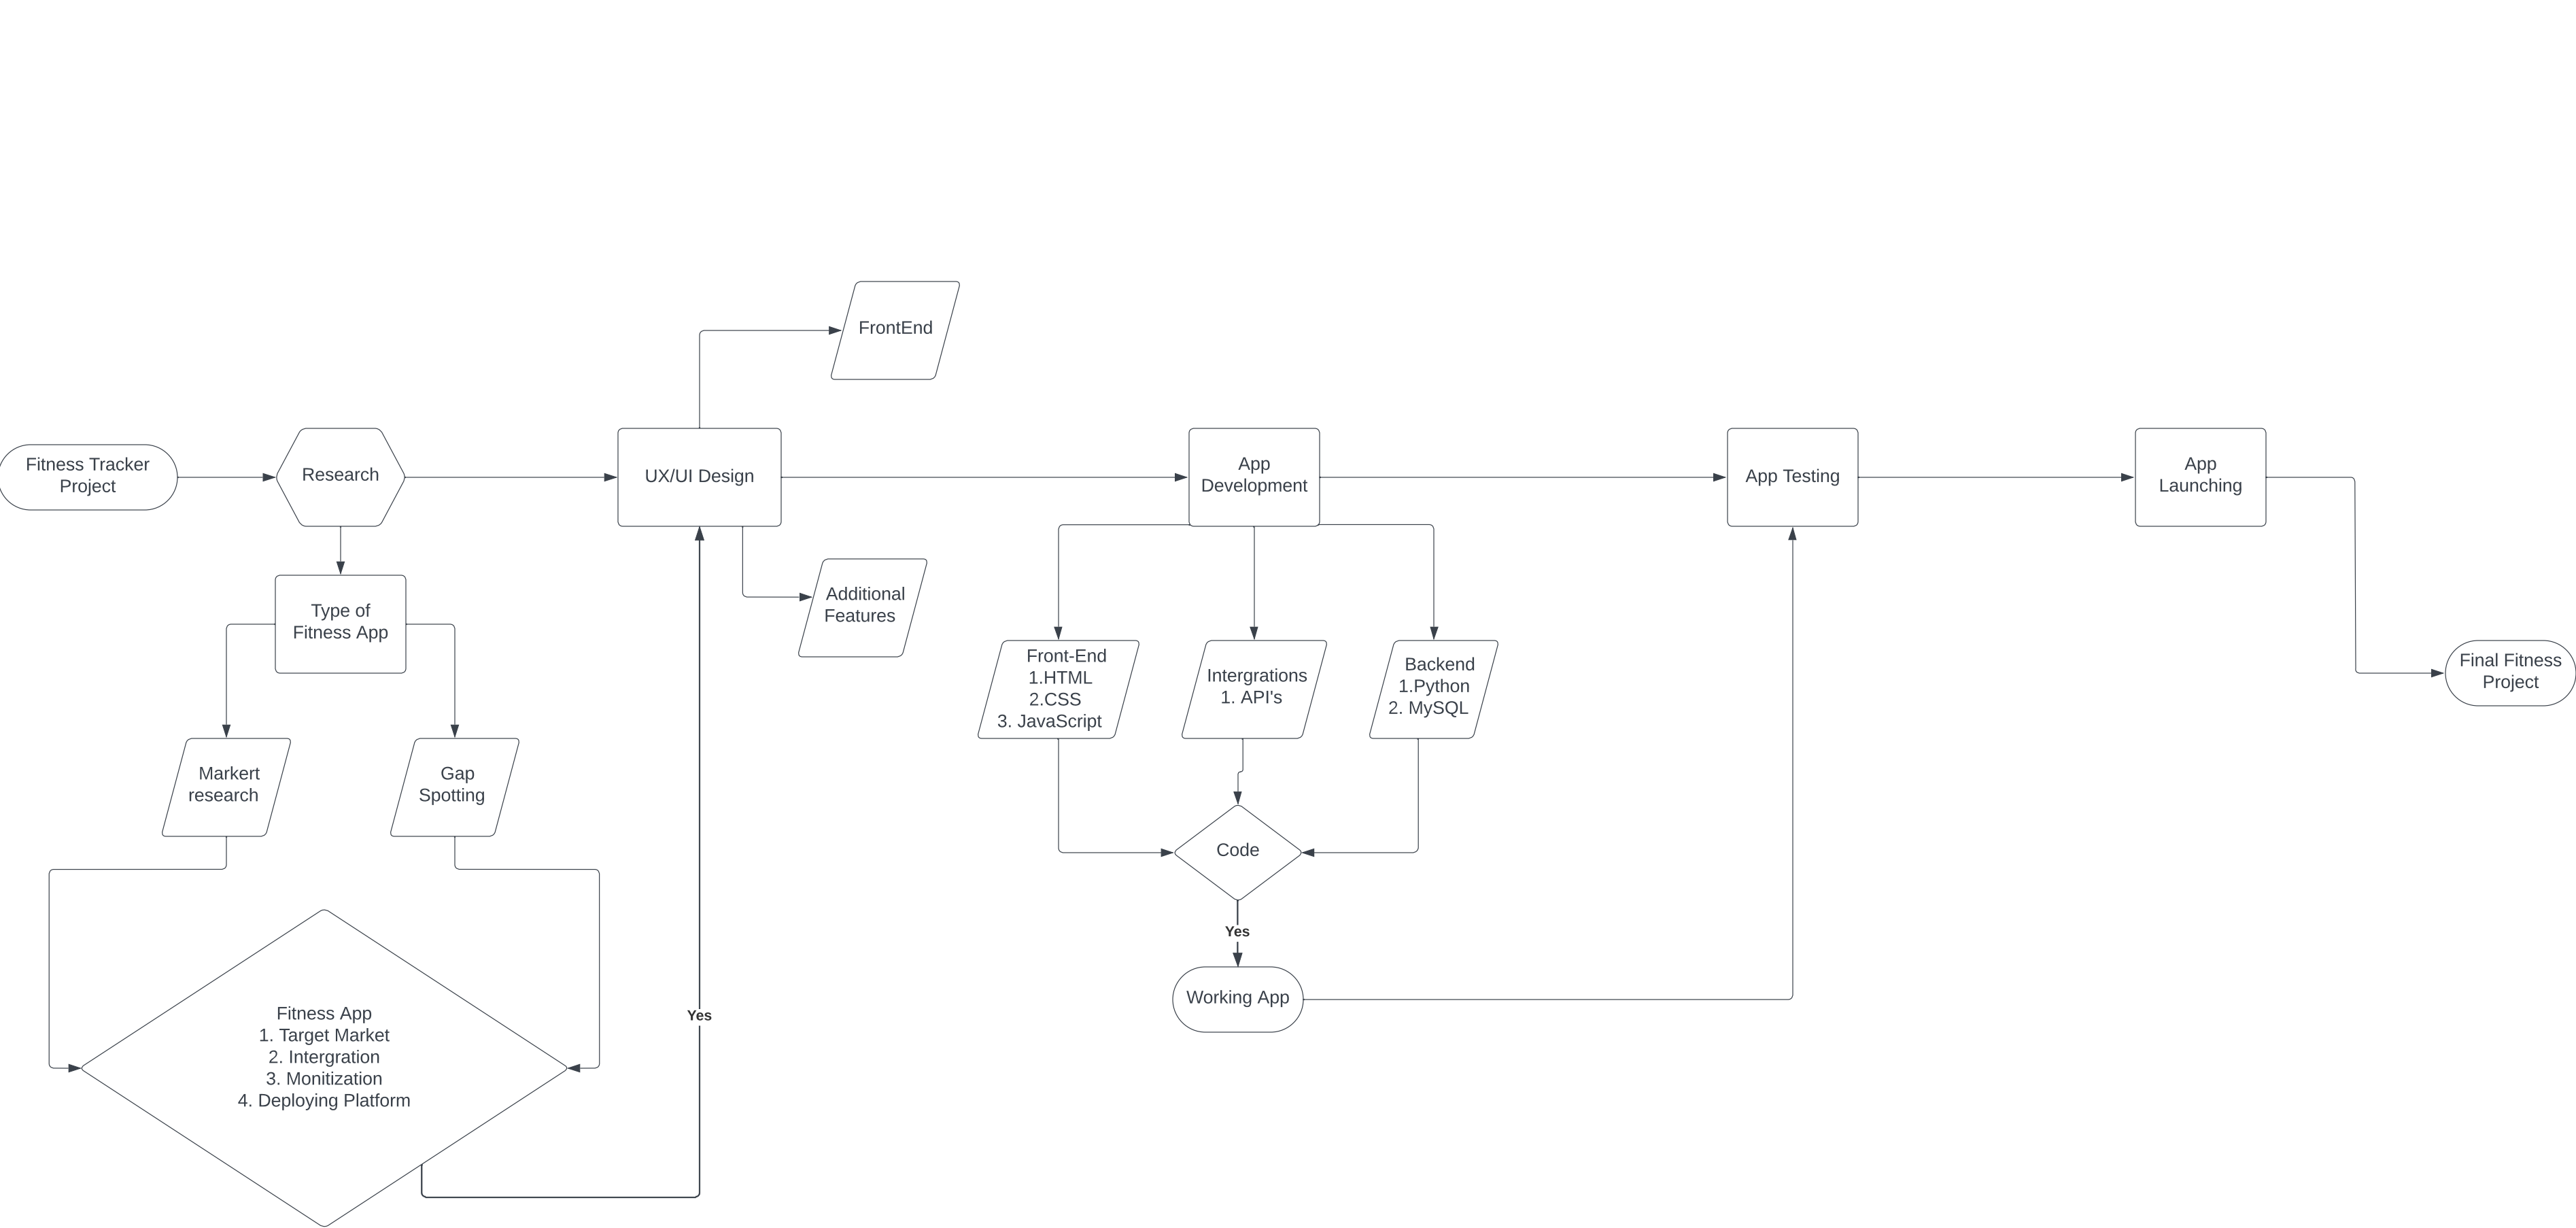 FrontEnd
Fitness Tracker
Project
Research
UX/UI Design
App
Development
App Testing
App
Launching
Type of
Fitness App
Additional
Features
Front-End
1.HTML
2.CSS
3. JavaScript
Intergrations
1. API's
Backend
1.Python
2. MySQL
Final Fitness
Project
Markert
research
Gap
Spotting
Code
Yes
Working App
Fitness App
1. Target Market
2. Intergration
3. Monitization
4. Deploying Platform
Yes